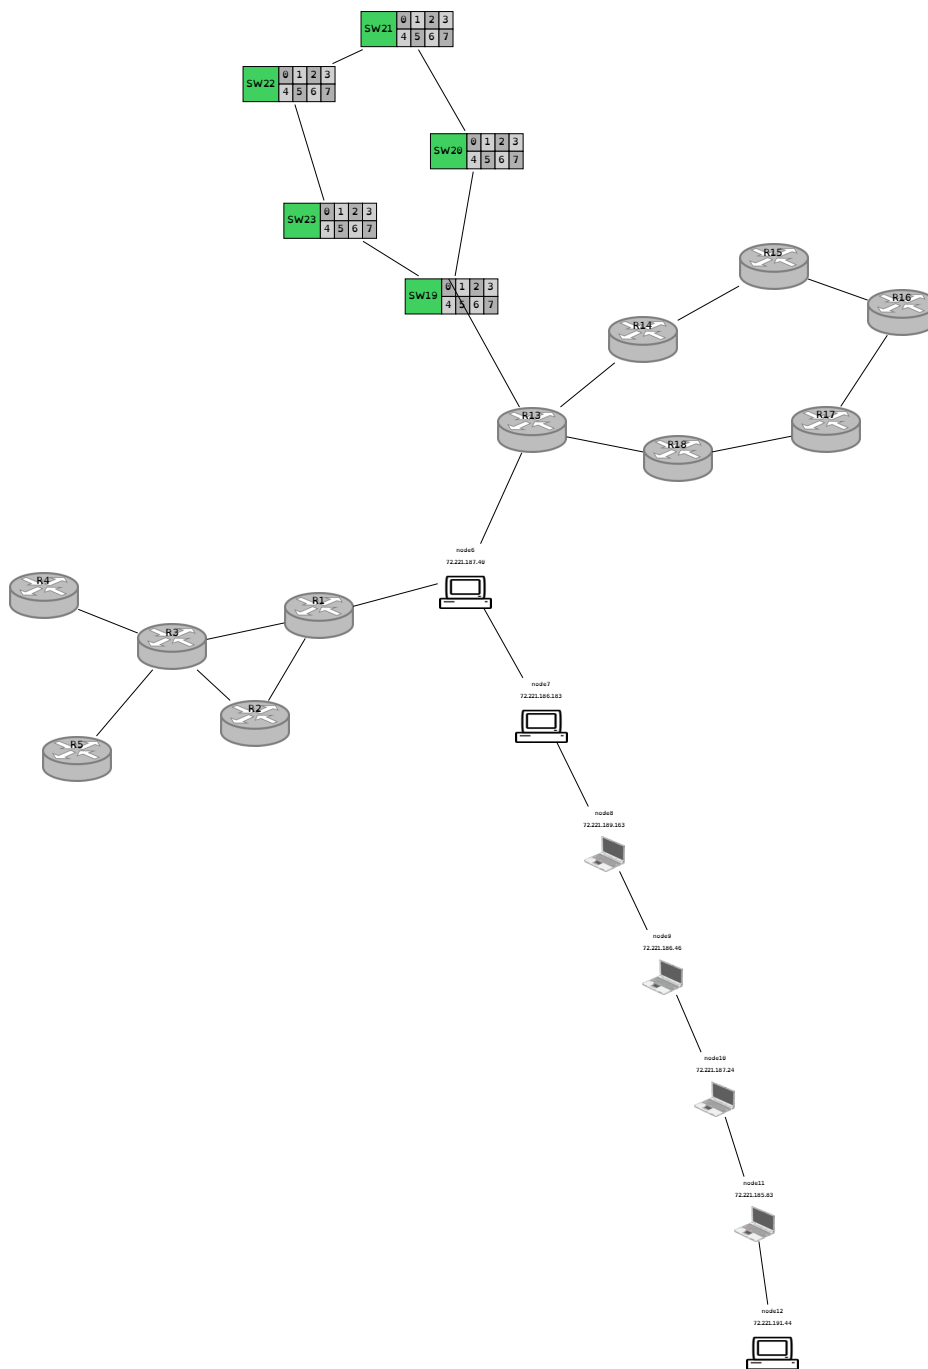 SW21 0 1 2 3
4 5 6 7
SW22 0 1 2 3
4 5 6 7
SW20 0 1 2 3
4 5 6 7
SW23 0 1 2 3
4 5 6 7
SW19 0 1 2 3
4 5 6 7
R15
R16
R14
R13
R17
R18
node6
72.221.187.40
R4
R1
R3
R2
R5
node7
72.221.186.183
node8
72.221.189.163
node9
72.221.186.46
node10
72.221.187.24
node11
72.221.185.83
node12
72.221.191.44